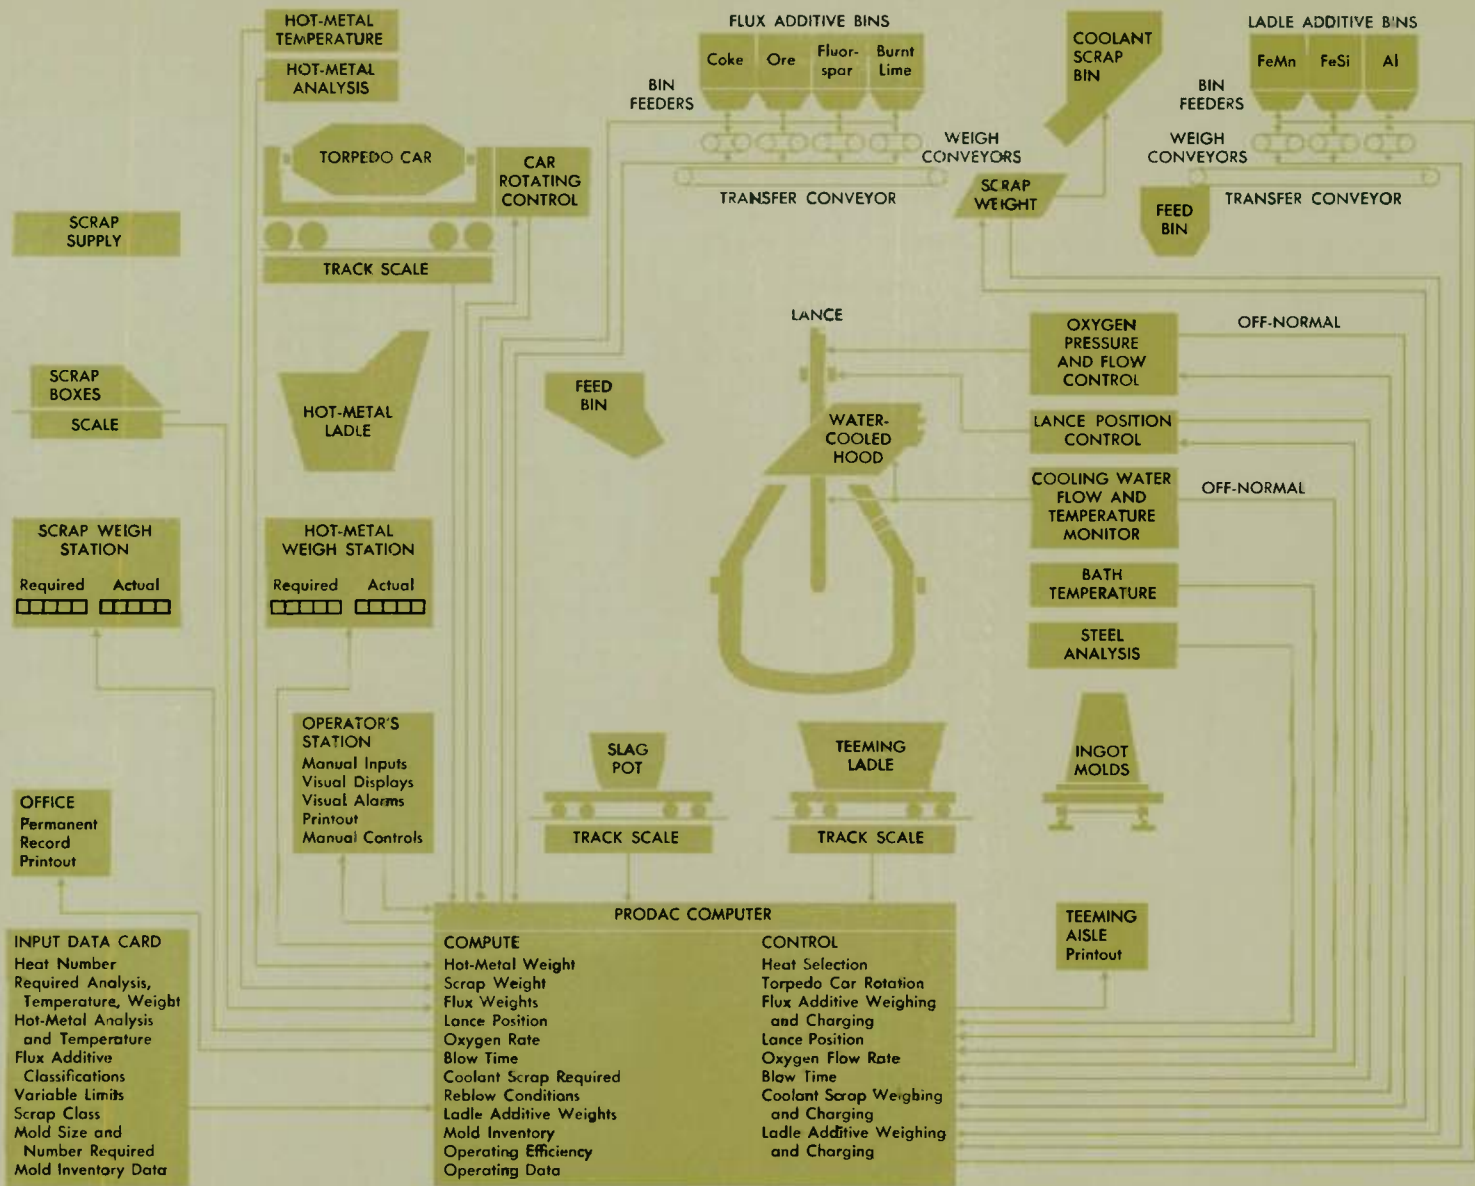 HOT-METAL
TEMPERATURE
HOT-METAL
ANALYSIS
TORPEDO CAR
CAR
ROTATING
CONTROL
TRACK SCALE
SCRAP
SUPPLY
FLUX ADDITIVE BINS
Coke
Ore
Fluor-
spar
Burnt
Lime
BIN
FEEDERS
WEIGH
CONVEYORS
TRANSFER CONVEYOR
COOLANT
SCRAP
BIN
SCRAP
WEIGHT
LADLE ADDITIVE BINS
FeMn
FeSi
Al
BIN
FEEDERS
WEIGH
CONVEYORS
TRANSFER CONVEYOR
FEED
BIN
SCRAP
BOXES
SCALE
HOT-METAL
LADLE
FEED
BIN
LANCE
WATER-
COOLED
HOOD
OXYGEN
PRESSURE
AND FLOW
CONTROL
OFF-NORMAL
LANCE POSITION
CONTROL
COOLING WATER
FLOW AND
TEMPERATURE
MONITOR
OFF-NORMAL
BATH
TEMPERATURE
STEEL
ANALYSIS
SCRAP WEIGH
STATION
Required Actual
HOT-METAL
WEIGH STATION
Required Actual
OPERATOR'S
STATION
Manual Inputs
Visual Displays
Visual Alarms
Printout
Manual Controls
SLAG
POT
TRACK SCALE
TEEMING
LADLE
TRACK SCALE
INGOT
MOLDS
OFFICE
Permanent
Record
Printout
TEEMING
AISLE
Printout
INPUT DATA CARD
Heat Number
Required Analysis,
Temperature, Weight
Hot-Metal Analysis
and Temperature
Flux Additive
Classifications
Variable Limits
Scrap Class
Mold Size and
Number Required
Mold Inventory Data
PRODAC COMPUTER
COMPUTE
Hot-Metal Weight
Scrap Weight
Flux Weights
Lance Position
Oxygen Rate
Blow Time
Coolant Scrap Required
Reblow Conditions
Ladle Additive Weights
Mold Inventory
Operating Efficiency
Operating Data
CONTROL
Heat Selection
Torpedo Car Rotation
Flux Additive Weighing
and Charging
Lance Position
Oxygen Flow Rate
Blow Time
Coolant Scrap Weighing
and Charging
Ladle Additive Weighing
and Charging